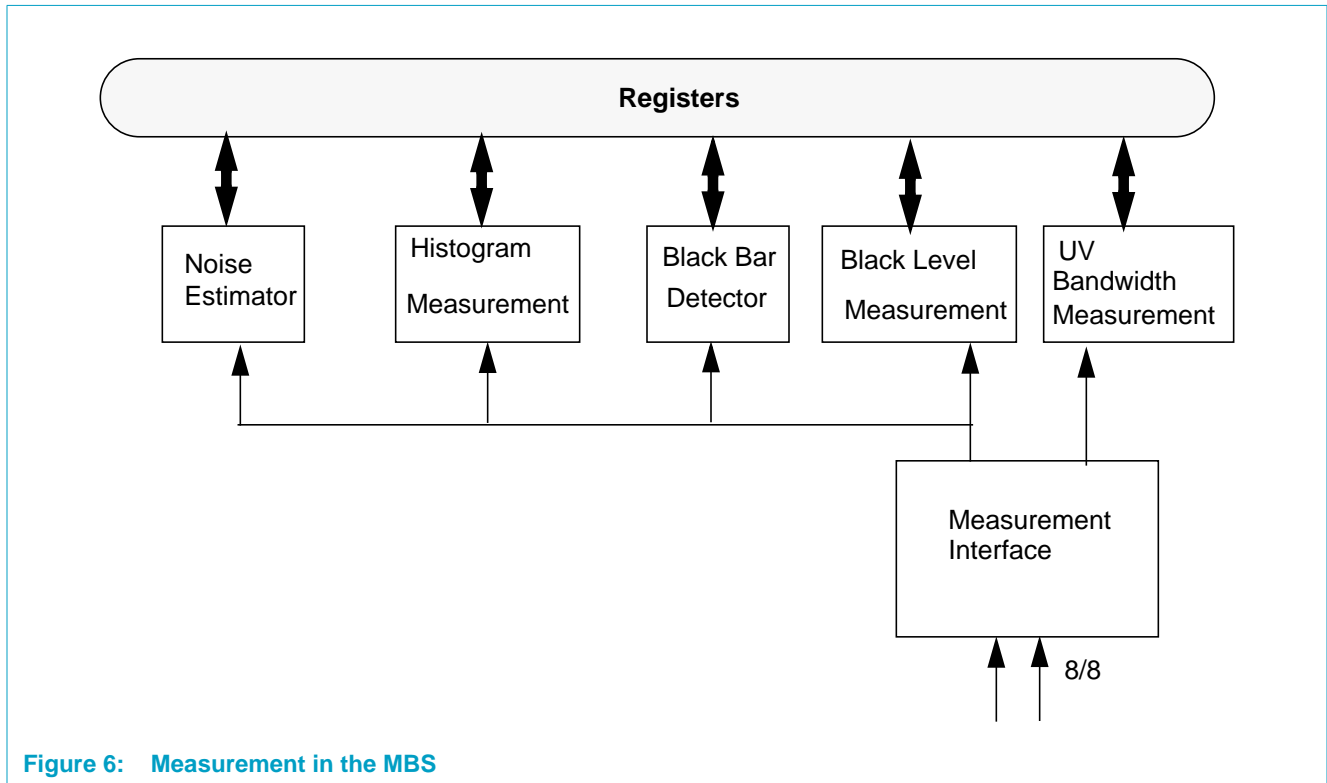 Registers
Noise
Estimator
Histogram
Measurement
Black Bar
Detector
Black Level
Measurement
UV
Bandwidth
Measurement
Measurement
Interface
8/8
Figure 6: Measurement in the MBS